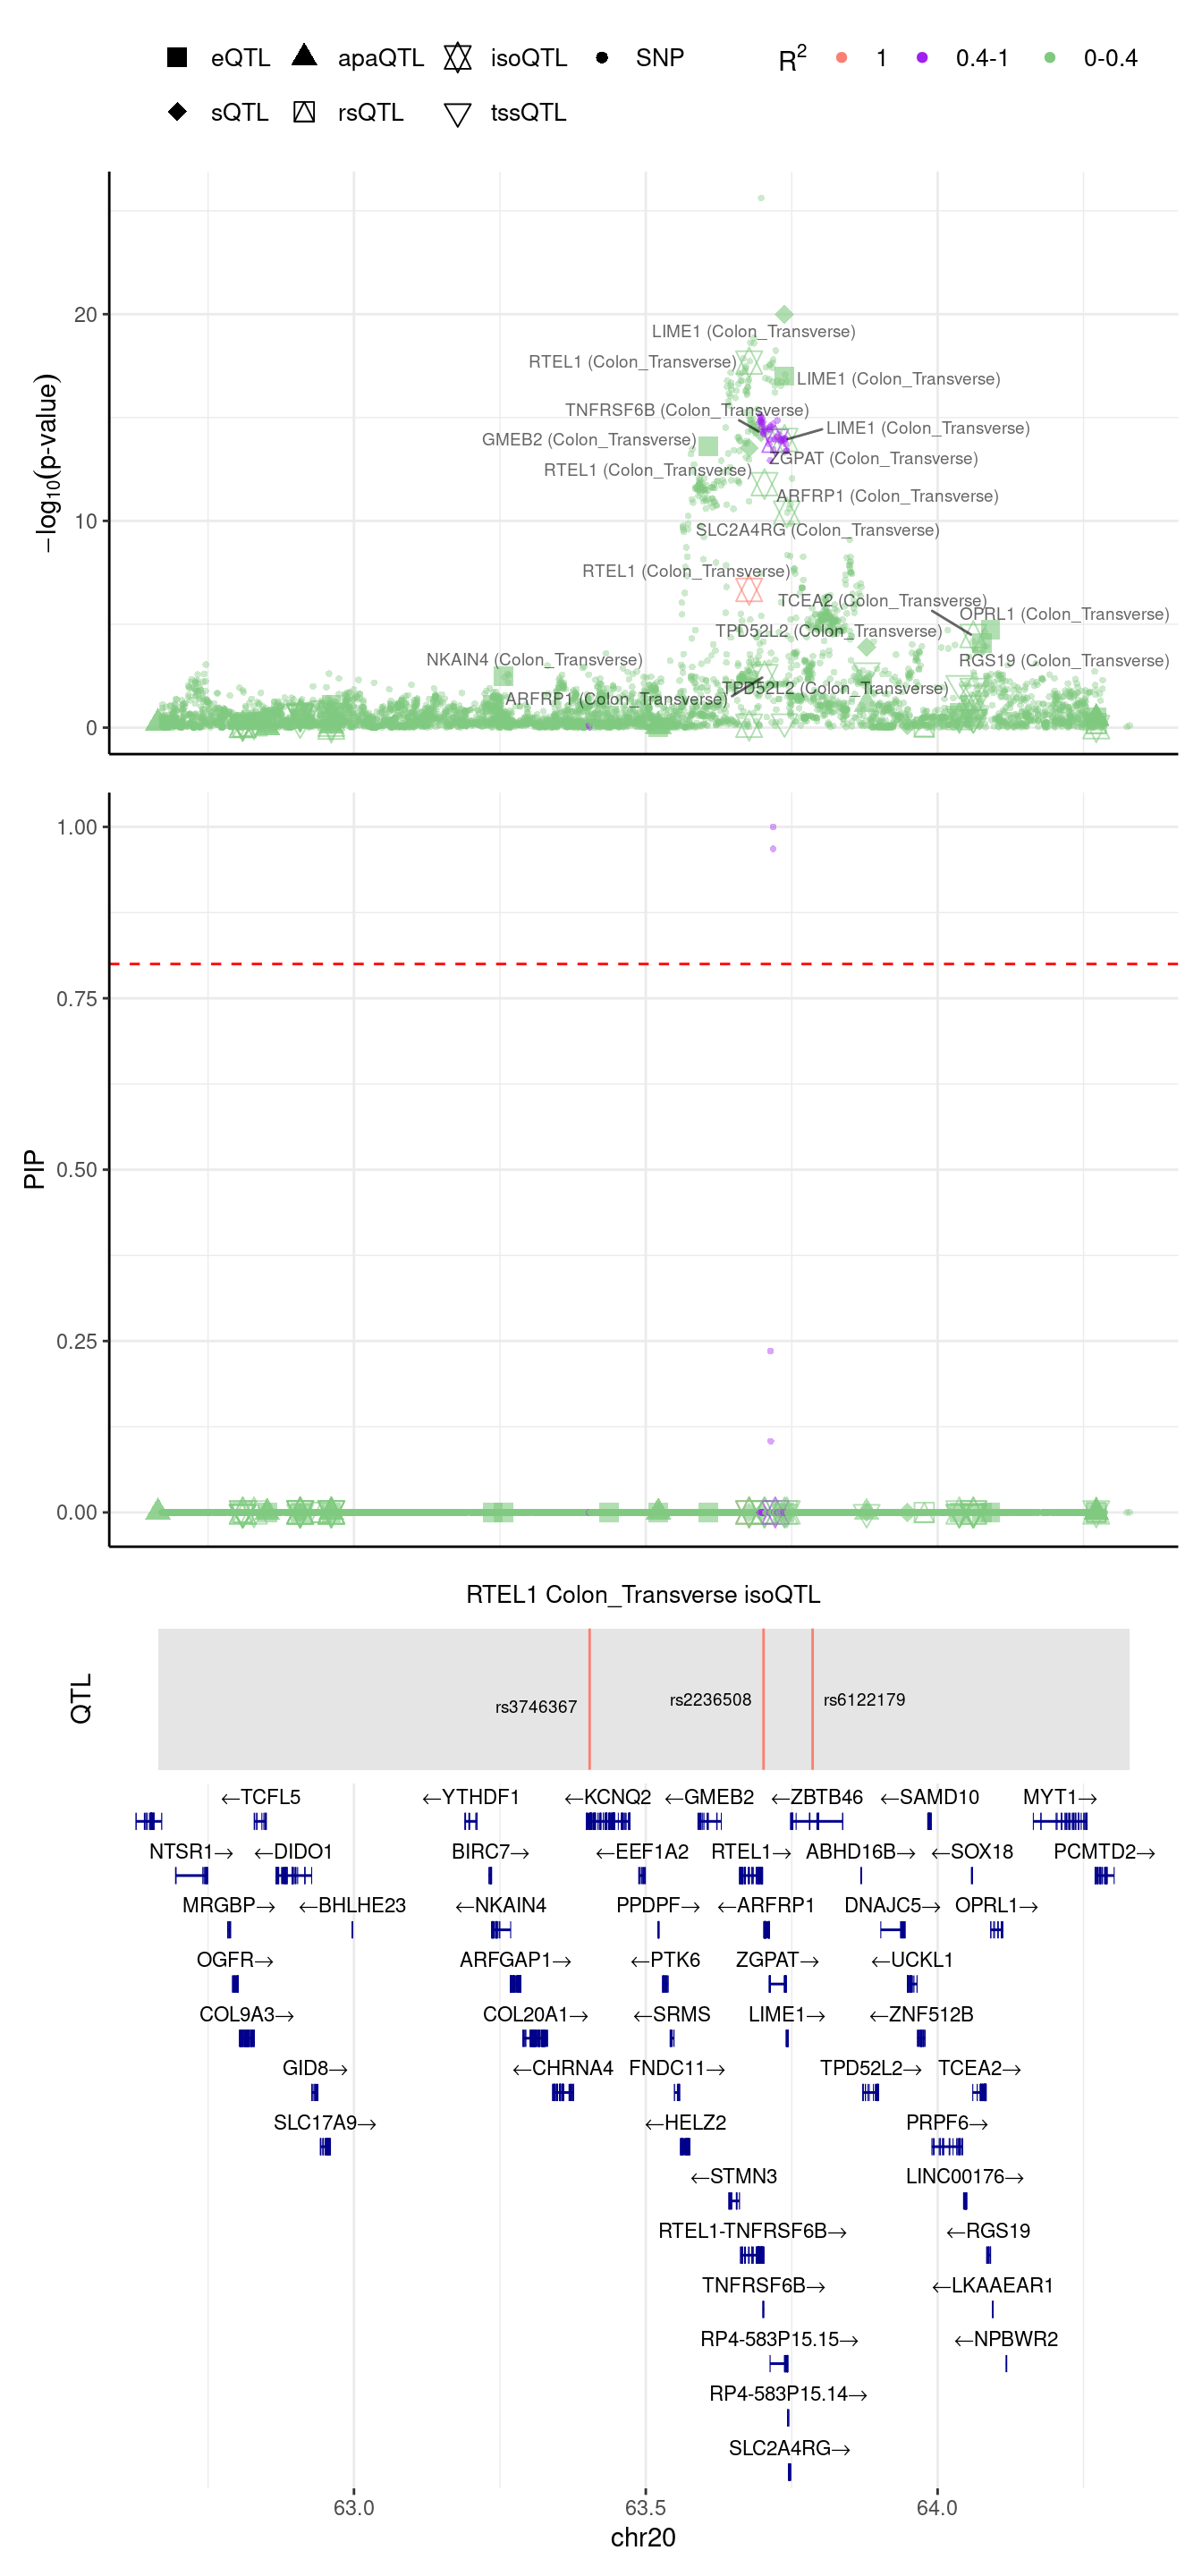 eQTL apaQTL isoQTL SNP R2 1 0.4-1 0-0.4
sQTL rsQTL tssQTL
−log10(p-value)
20
10
0
LIME1 (Colon_Transverse)
RTEL1 (Colon_Transverse)
LIME1 (Colon_Transverse)
TNFRSF6B (Colon_Transverse)
LIME1 (Colon_Transverse)
GMEB2 (Colon_Transverse)
ZGPAT (Colon_Transverse)
RTEL1 (Colon_Transverse)
ARFRP1 (Colon_Transverse)
SLC2A4RG (Colon_Transverse)
RTEL1 (Colon_Transverse)
TCEA2 (Colon_Transverse)
OPRL1 (Colon_Transverse)
TPD52L2 (Colon_Transverse)
NKAIN4 (Colon_Transverse)
RGS19 (Colon_Transverse)
TPD52L2 (Colon_Transverse)
ARFRP1 (Colon_Transverse)
PIP
1.00
0.75
0.50
0.25
0.00
RTEL1 Colon_Transverse isoQTL
QTL
rs3746367 rs2236508 rs6122179
←TCFL5 ←YTHDF1 ←KCNQ2 ←GMEB2 ←ZBTB46 ←SAMD10 MYT1→
NTSR1→ ←DIDO1 BIRC7→ ←EEF1A2 RTEL1→ ABHD16B→ ←SOX18 PCMTD2→
MRGBP→ ←BHLHE23 ←NKAIN4 PPDPF→ ←ARFRP1 DNAJC5→ OPRL1→
OGFR→ ARFGAP1→ ←PTK6 ZGPAT→ ←UCKL1
COL9A3→ COL20A1→ ←SRMS LIME1→ ←ZNF512B
GID8→ ←CHRNA4 FNDC11→ TPD52L2→ TCEA2→
SLC17A9→ ←HELZ2 PRPF6→
←STMN3 LINC00176→
RTEL1-TNFRSF6B→ ←RGS19
TNFRSF6B→ ←LKAAEAR1
RP4-583P15.15→ ←NPBWR2
RP4-583P15.14→
SLC2A4RG→
63.0 63.5 64.0
chr20